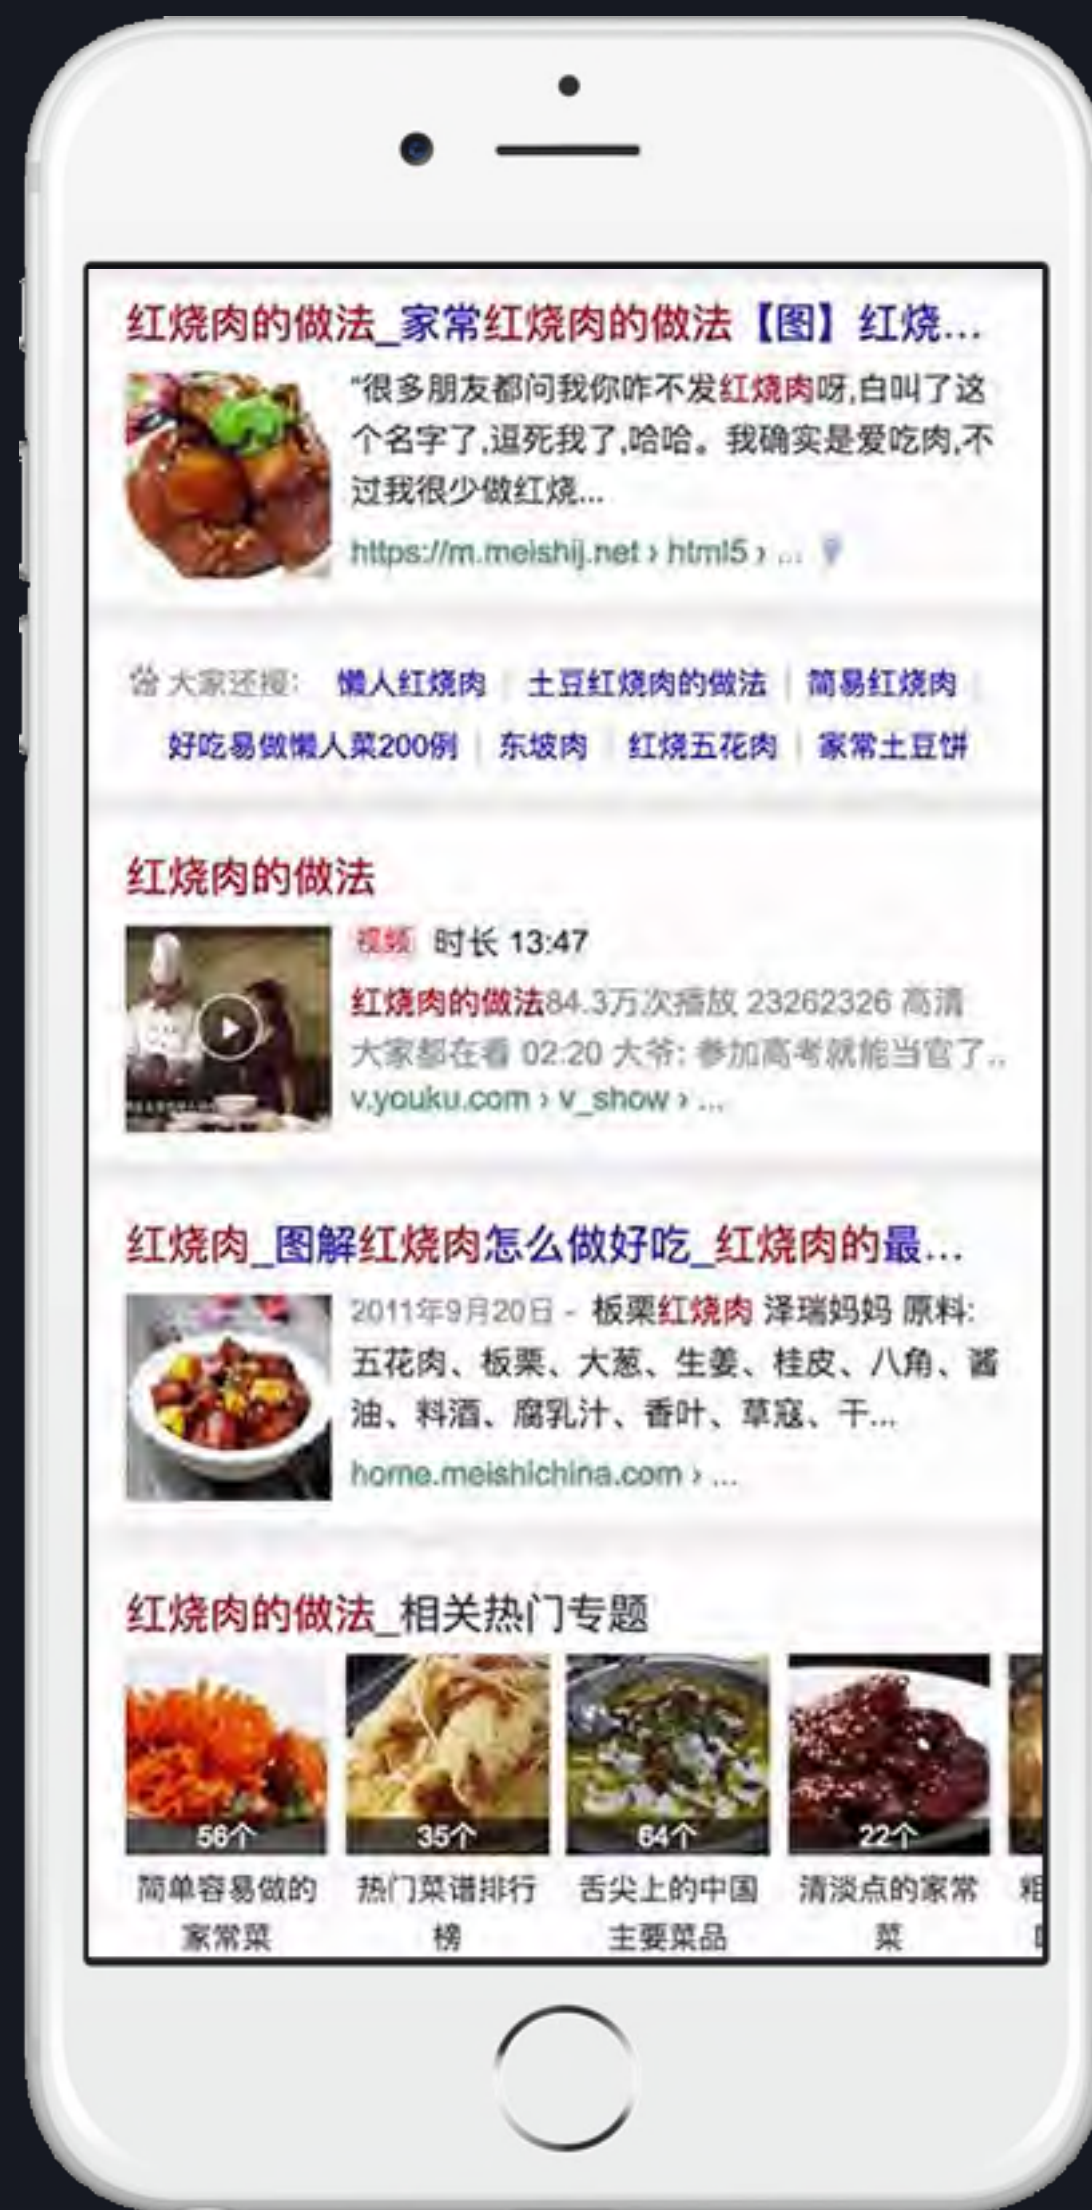 红烧肉的做法_家常红烧肉的做法【图】红烧...
“很多朋友都问我你咋不发红烧肉呀,白叫了这
个名字了,逗死我了,哈哈。我确实是爱吃肉,不
过我很少做红烧...
https://m.meishij.net › html5 › ...
大家还搜: 懒人红烧肉 | 土豆红烧肉的做法 | 简易红烧肉 |
好吃易做懒人菜200例 | 东坡肉 | 红烧五花肉 | 家常土豆饼
红烧肉的做法
视频 时长 13:47
红烧肉的做法84.3万次播放 23262326 高清
大家都在看 02:20 大爷: 参加高考就能当官了..
v.youku.com › v_show › ...
红烧肉_图解红烧肉怎么做好吃_红烧肉的最...
2011年9月20日 - 板栗红烧肉 泽瑞妈妈 原料:
五花肉、板栗、大葱、生姜、桂皮、八角、酱
油、料酒、腐乳汁、香叶、草寇、干...
home.meishichina.com › ...
红烧肉的做法_相关热门专题
56个 35个 64个 22个
简单容易做的 热门菜谱排行 舌尖上的中国 清淡点的家常
家常菜 榜 主要菜品 菜